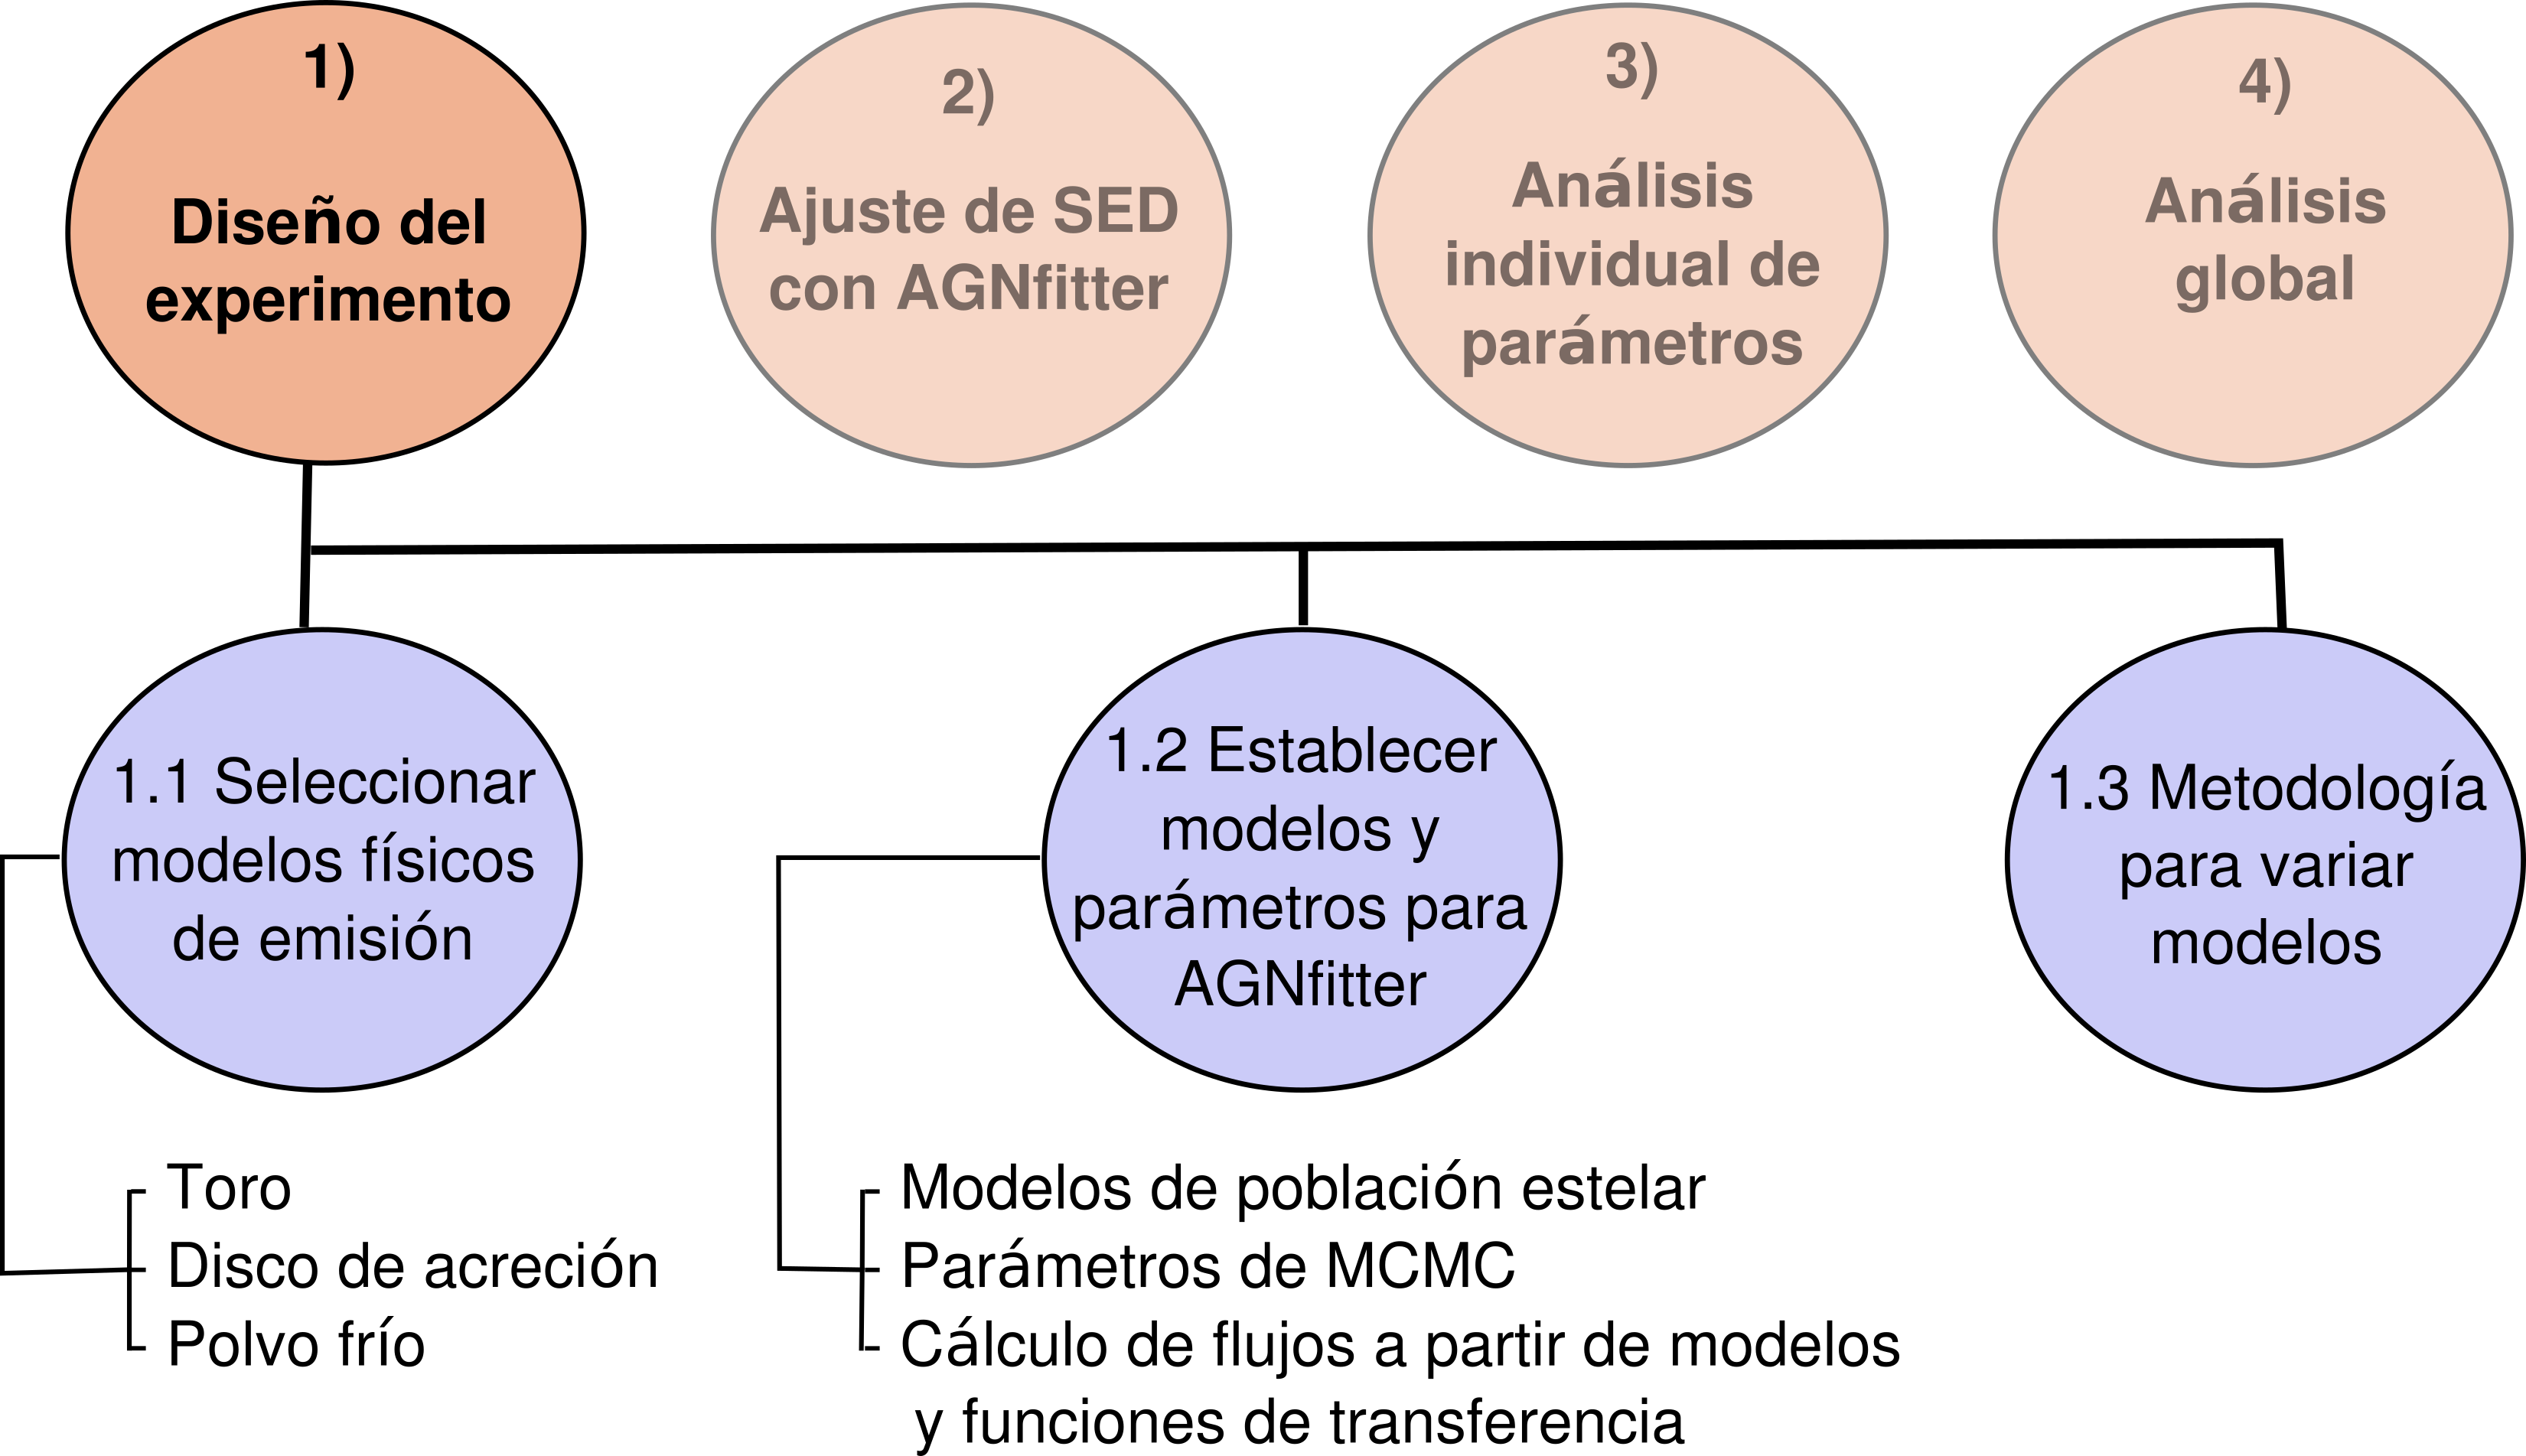 1)
Diseño del
experimento
2)
Ajuste de SED
con AGNfitter
3)
Análisis
individual de
parámetros
4)
Análisis
global
1.1 Seleccionar
modelos físicos
de emisión
1.2 Establecer
modelos y
parámetros para
AGNfitter
1.3 Metodología
para variar
modelos
Toro
Disco de acreción
Polvo frío
Modelos de población estelar
Parámetros de MCMC
Cálculo de flujos a partir de modelos
y funciones de transferencia